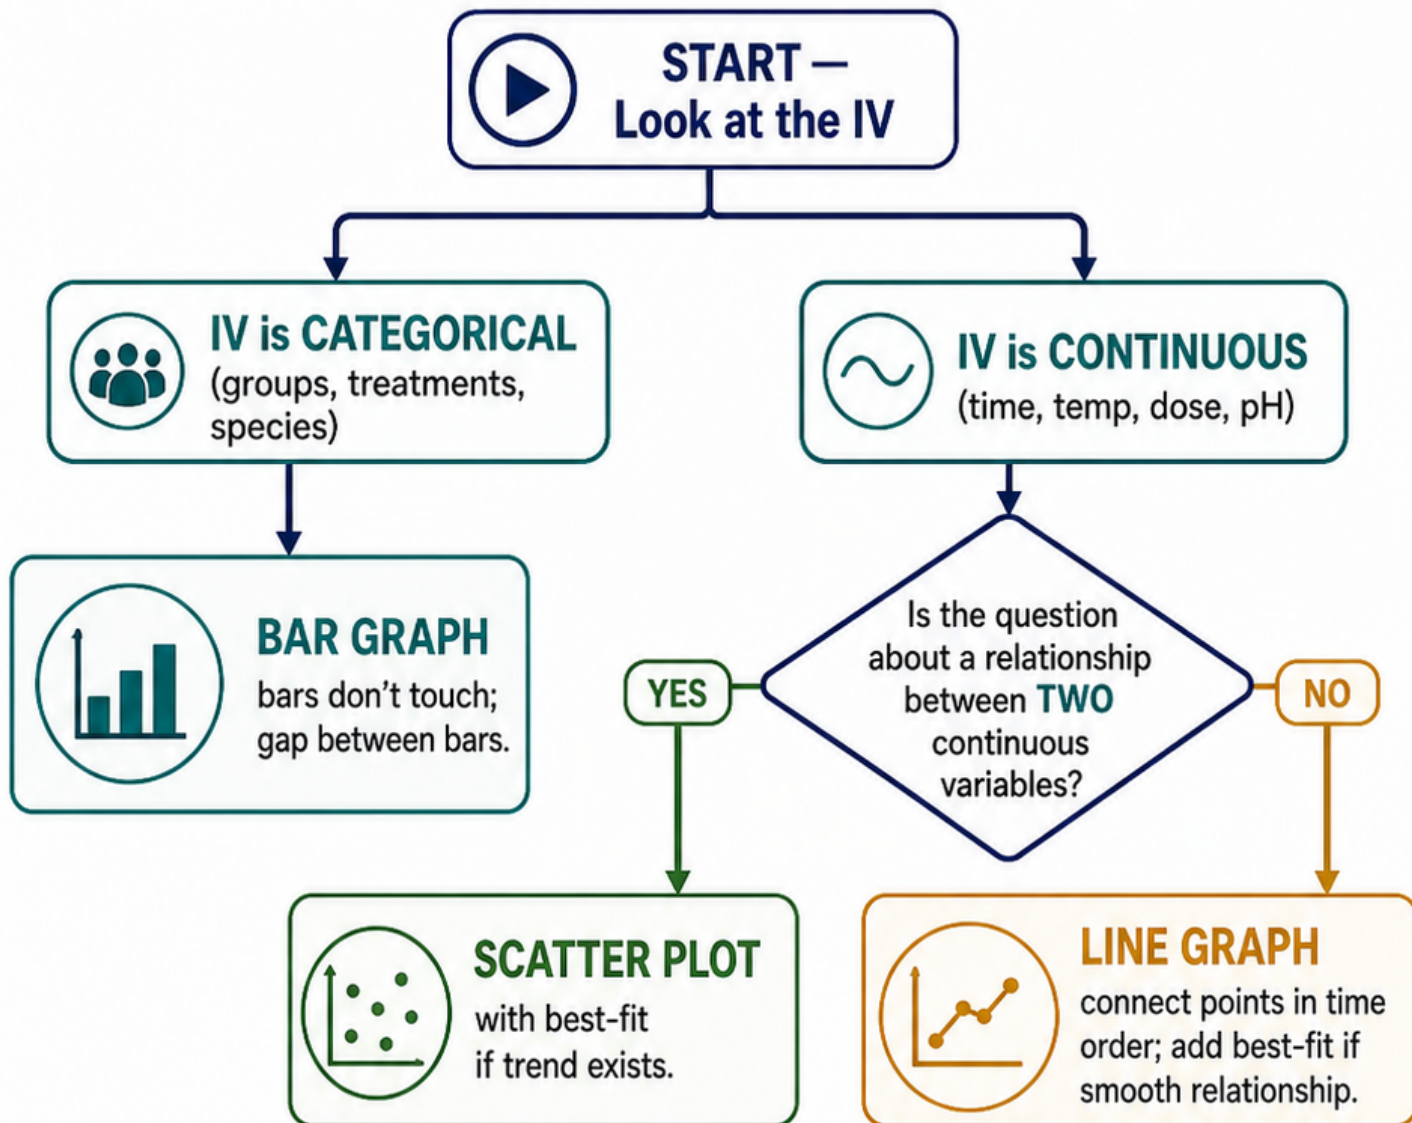 START —
Look at the IV
IV is CATEGORICAL
(groups, treatments,
species)
IV is CONTINUOUS
(time, temp, dose, pH)
BAR GRAPH
bars don't touch;
gap between bars.
Is the question
about a relationship
between TWO
continuous
variables?
YES
NO
SCATTER PLOT
with best-fit
if trend exists.
LINE GRAPH
connect points in time
order; add best-fit if
smooth relationship.